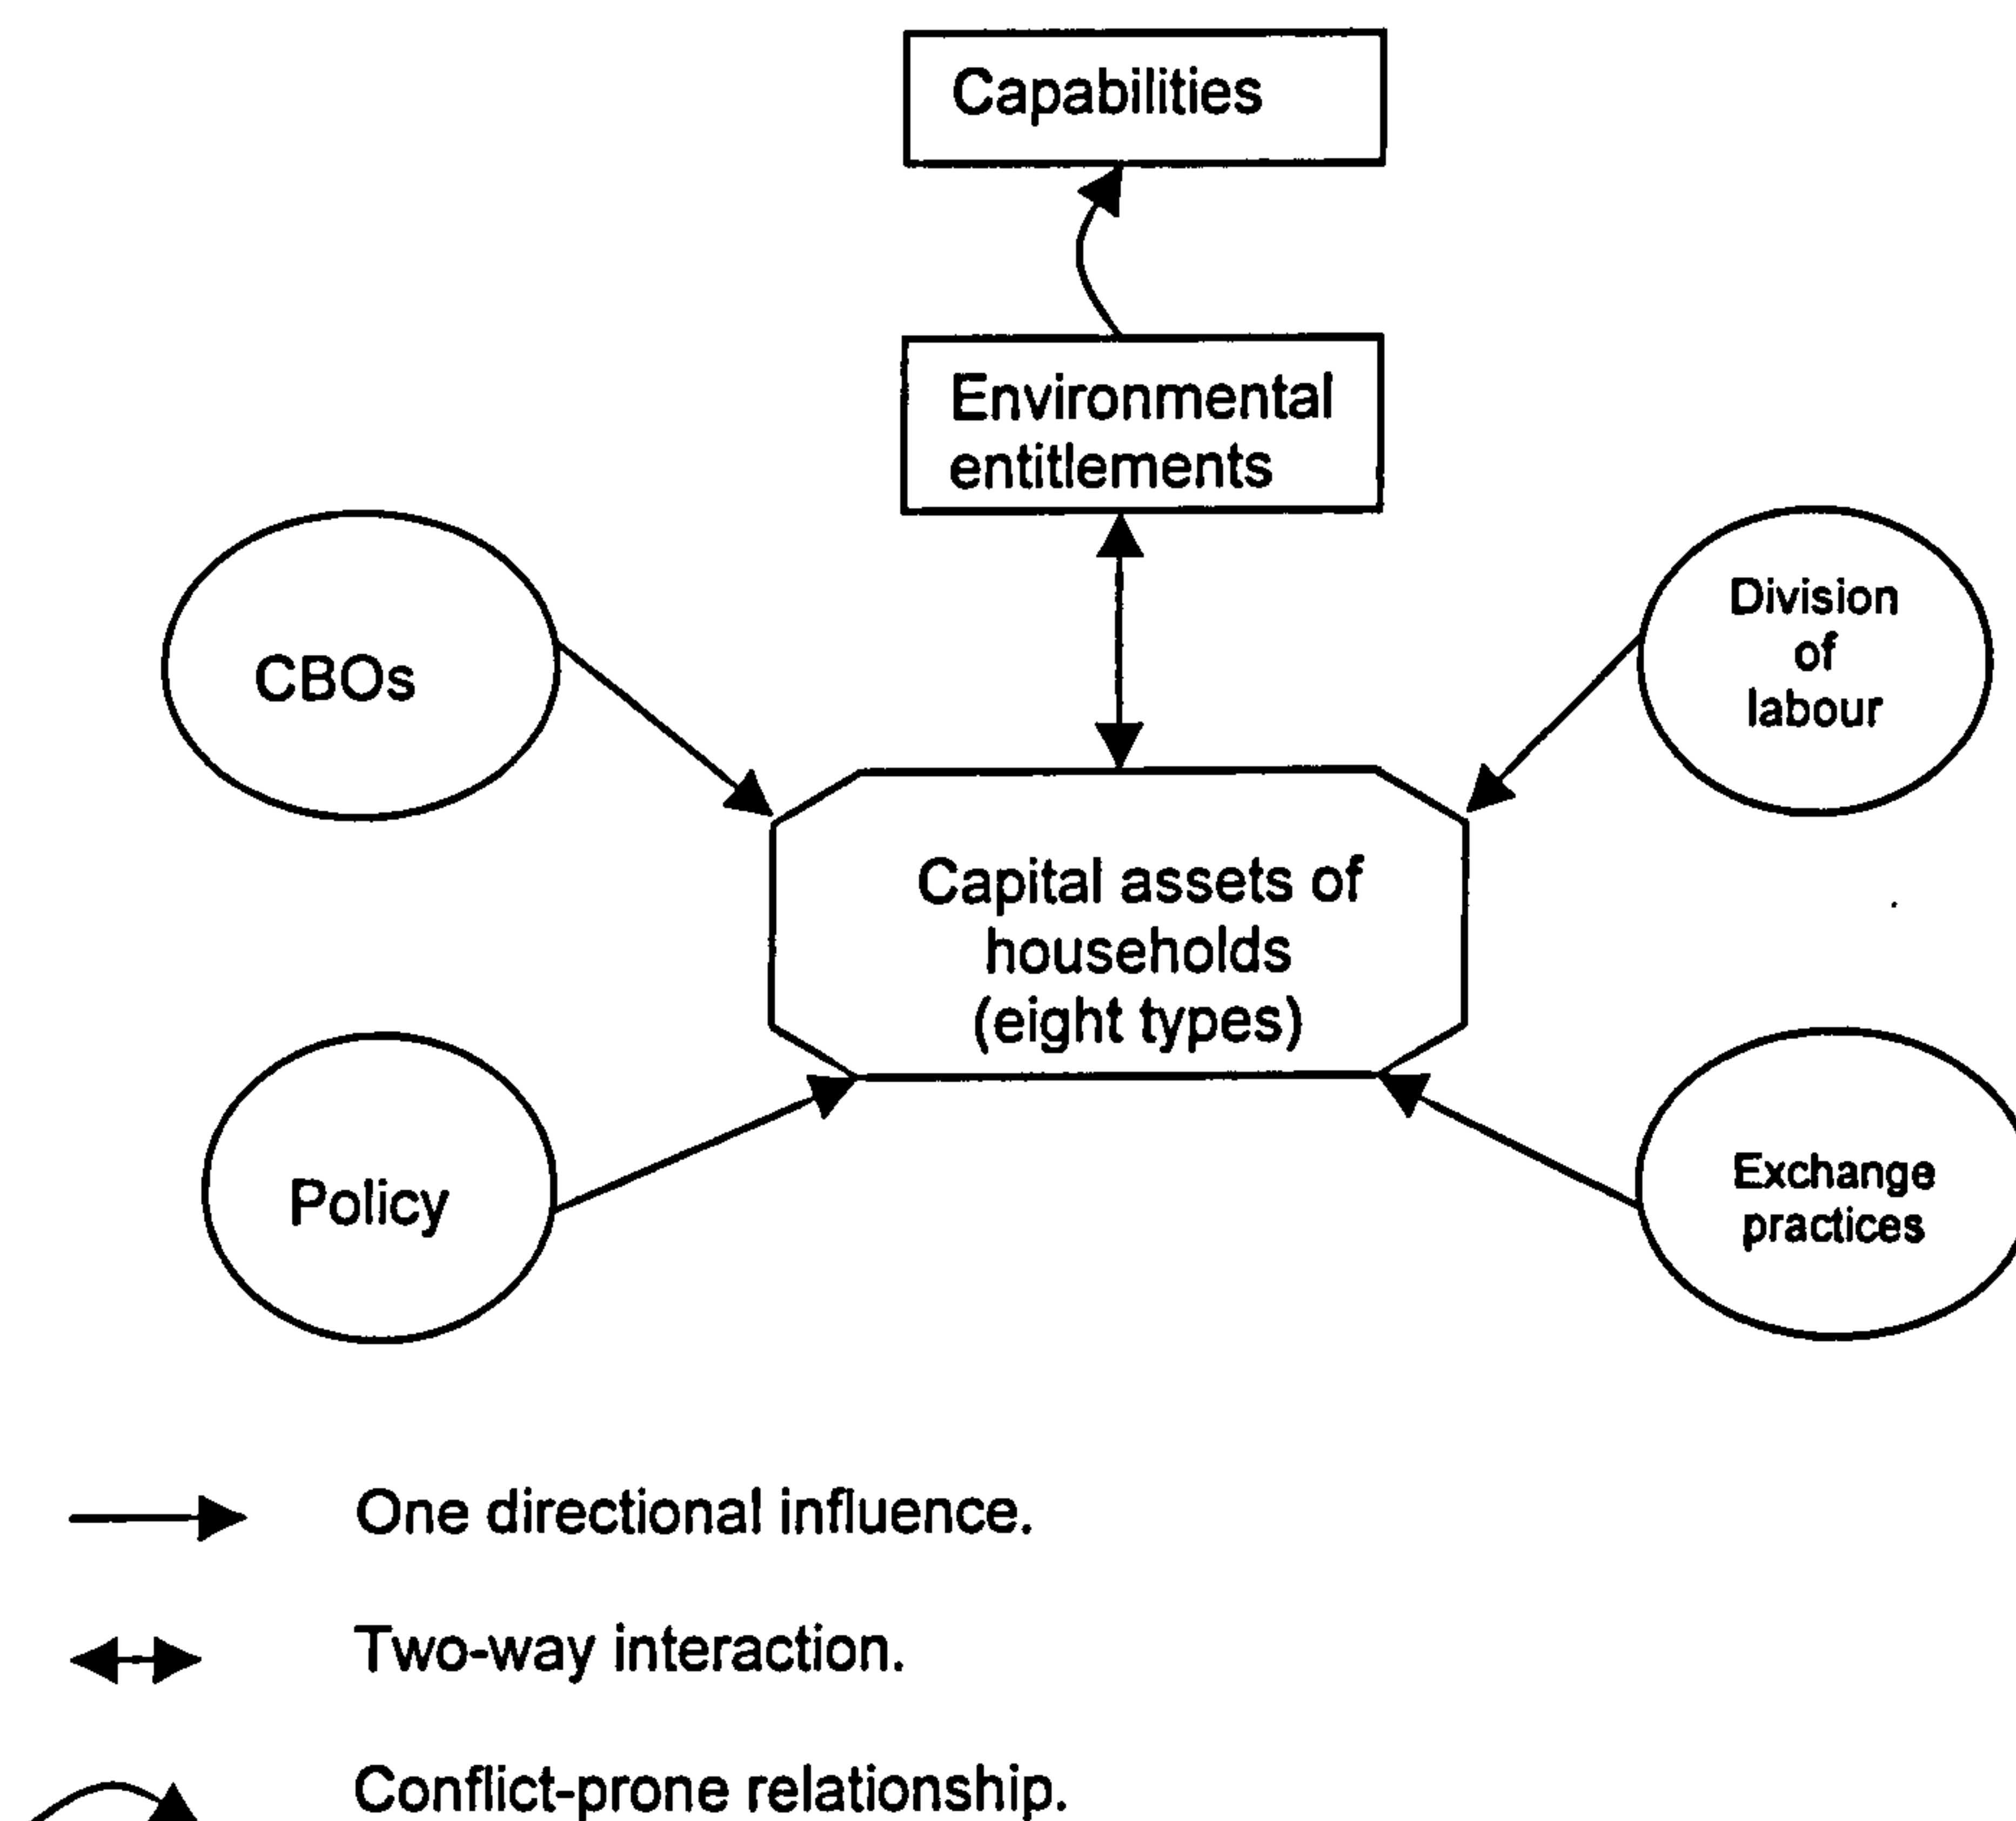 Capabilities
Environmental
entitlements
CBOs
Division
of
labour
Capital assets of
households
(eight types)
Policy
Exchange
practices
One directional influence.
Two-way interaction.
Conflict-prone relationship.